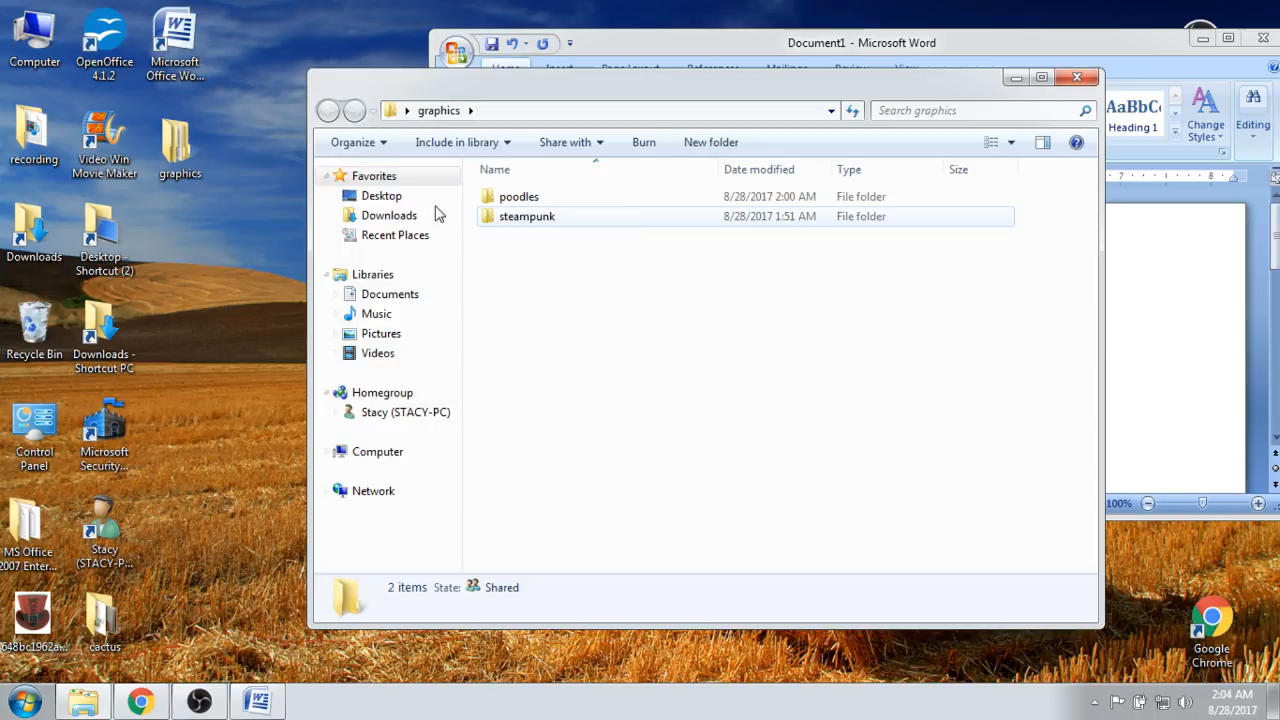 Computer
OpenOffice 4.1.2
Microsoft Office Wo...
recording
Video Win Movie Maker
graphics
Downloads
Desktop - Shortcut (2)
Recycle Bin
Downloads - Shortcut PC
Control Panel
Microsoft Security...
MS Office 2007 Enter...
Stacy (STACY-P...
648bc1962a...
cactus
Document1 - Microsoft Word
Home Insert Page Layout References Mailings Review View
AaBbC
Heading 1
Change Styles
Editing
7 8
100%
graphics
Search graphics
Organize Include in library Share with Burn New folder
Name Date modified Type Size
poodles 8/28/2017 2:00 AM File folder
steampunk 8/28/2017 1:51 AM File folder
Favorites
Desktop
Downloads
Recent Places
Libraries
Documents
Music
Pictures
Videos
Homegroup
Stacy (STACY-PC)
Computer
Network
2 items State: Shared
Google Chrome
2:04 AM
8/28/2017